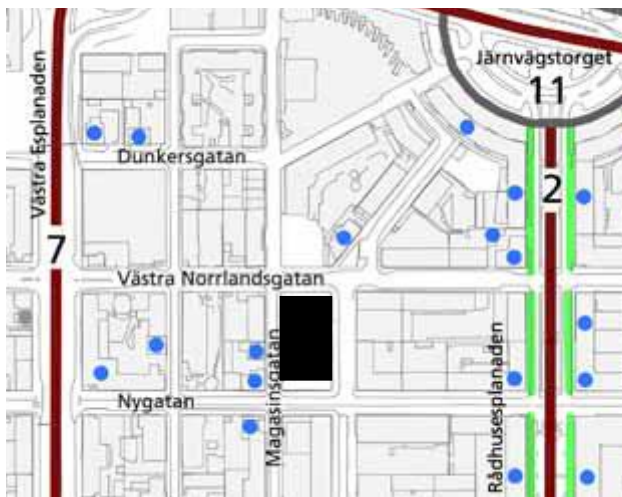 Järnvägstorget
11
Västra Esplanaden
Dunkersgatan
2
7
Västra Norrlandsgatan
Magasinsgatan
Rådhusesplanaden
Nygatan